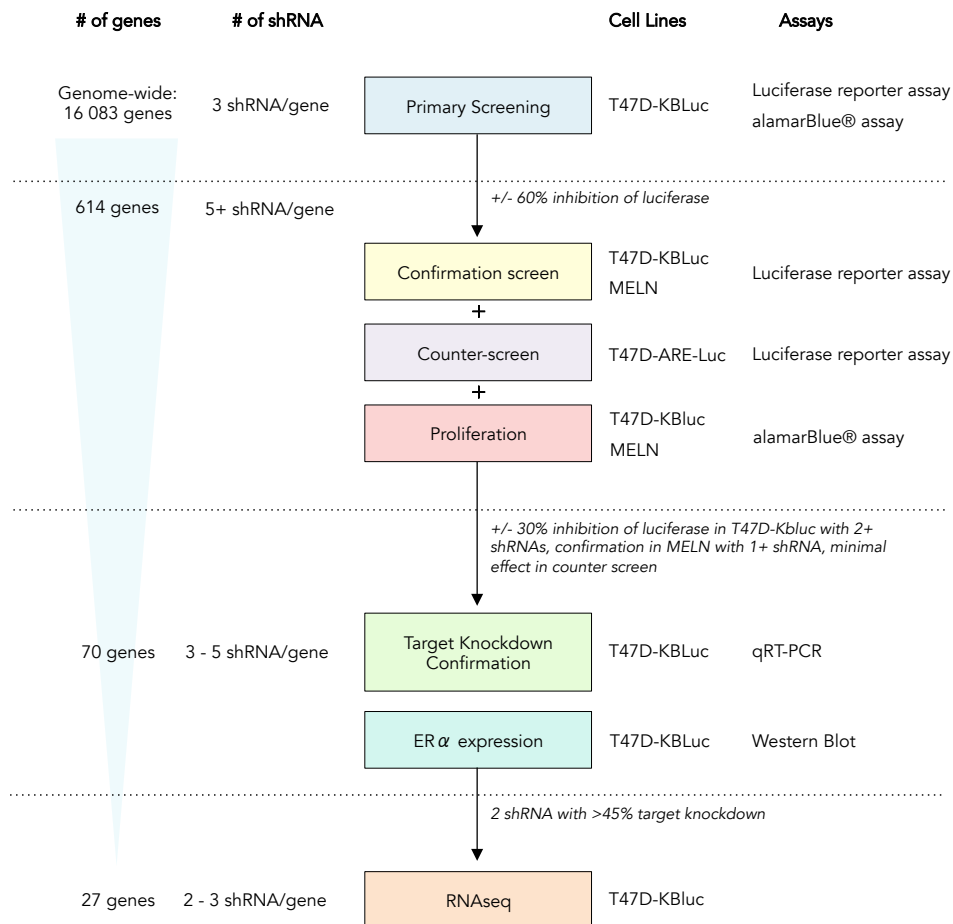 # of genes # of shRNA Cell Lines Assays
Genome-wide:
16 083 genes
3 shRNA/gene
Primary Screening
T47D-KBLuc
Luciferase reporter assay
alamarBlue® assay
+/- 60% inhibition of luciferase
614 genes
5+ shRNA/gene
Confirmation screen
T47D-KBLuc
MELN
Luciferase reporter assay
+
Counter-screen
T47D-ARE-Luc
Luciferase reporter assay
+
Proliferation
T47D-KBluc
MELN
alamarBlue® assay
+/- 30% inhibition of luciferase in T47D-Kbluc with 2+
shRNAs, confirmation in MELN with 1+ shRNA, minimal
effect in counter screen
70 genes
3 - 5 shRNA/gene
Target Knockdown
Confirmation
T47D-KBLuc
qRT-PCR
ER α expression
T47D-KBLuc
Western Blot
2 shRNA with >45% target knockdown
27 genes
2 - 3 shRNA/gene
RNAseq
T47D-KBluc